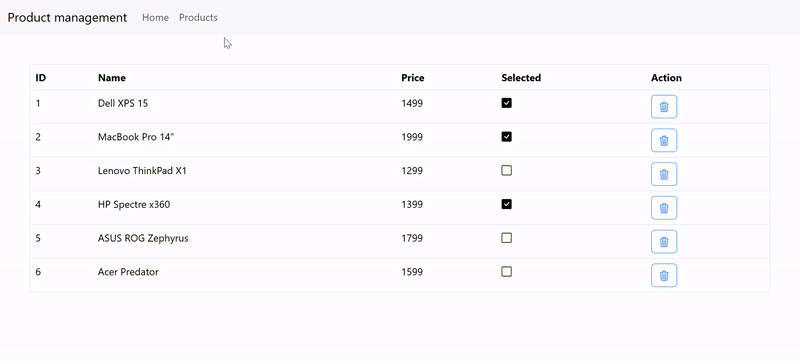 Product management Home Products
ID Name Price Selected Action
1 Dell XPS 15 1499
2 MacBook Pro 14" 1999
3 Lenovo ThinkPad X1 1299
4 HP Spectre x360 1399
5 ASUS ROG Zephyrus 1799
6 Acer Predator 1599